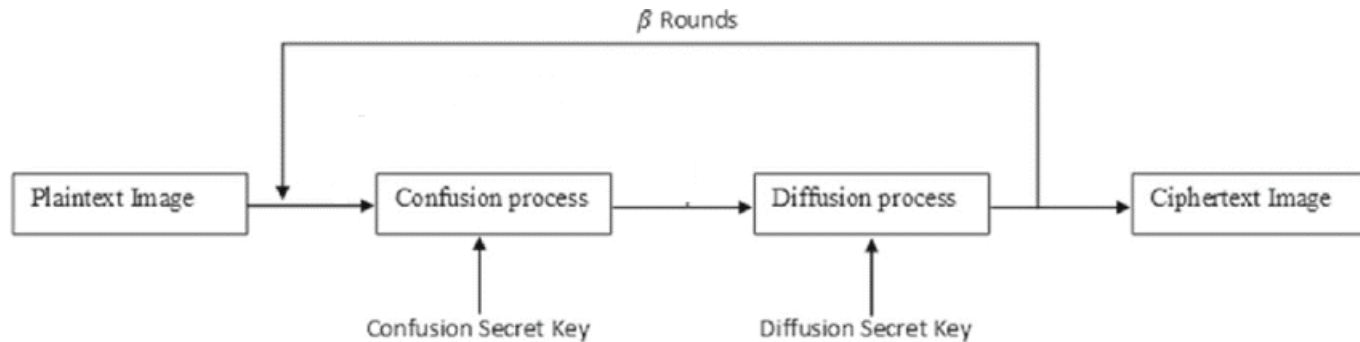 β Rounds
Plaintext Image
Confusion process
Diffusion process
Ciphertext Image
Confusion Secret Key
Diffusion Secret Key